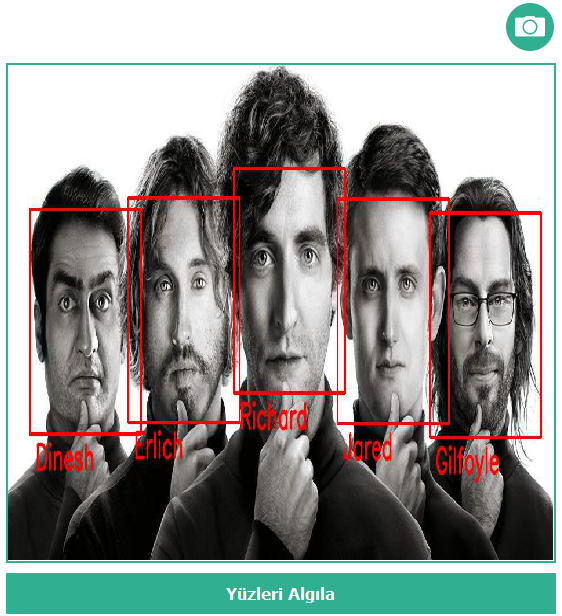 Dinesh
Erlich
Richard
Jared
Gilfoyle
Yüzleri Algıla